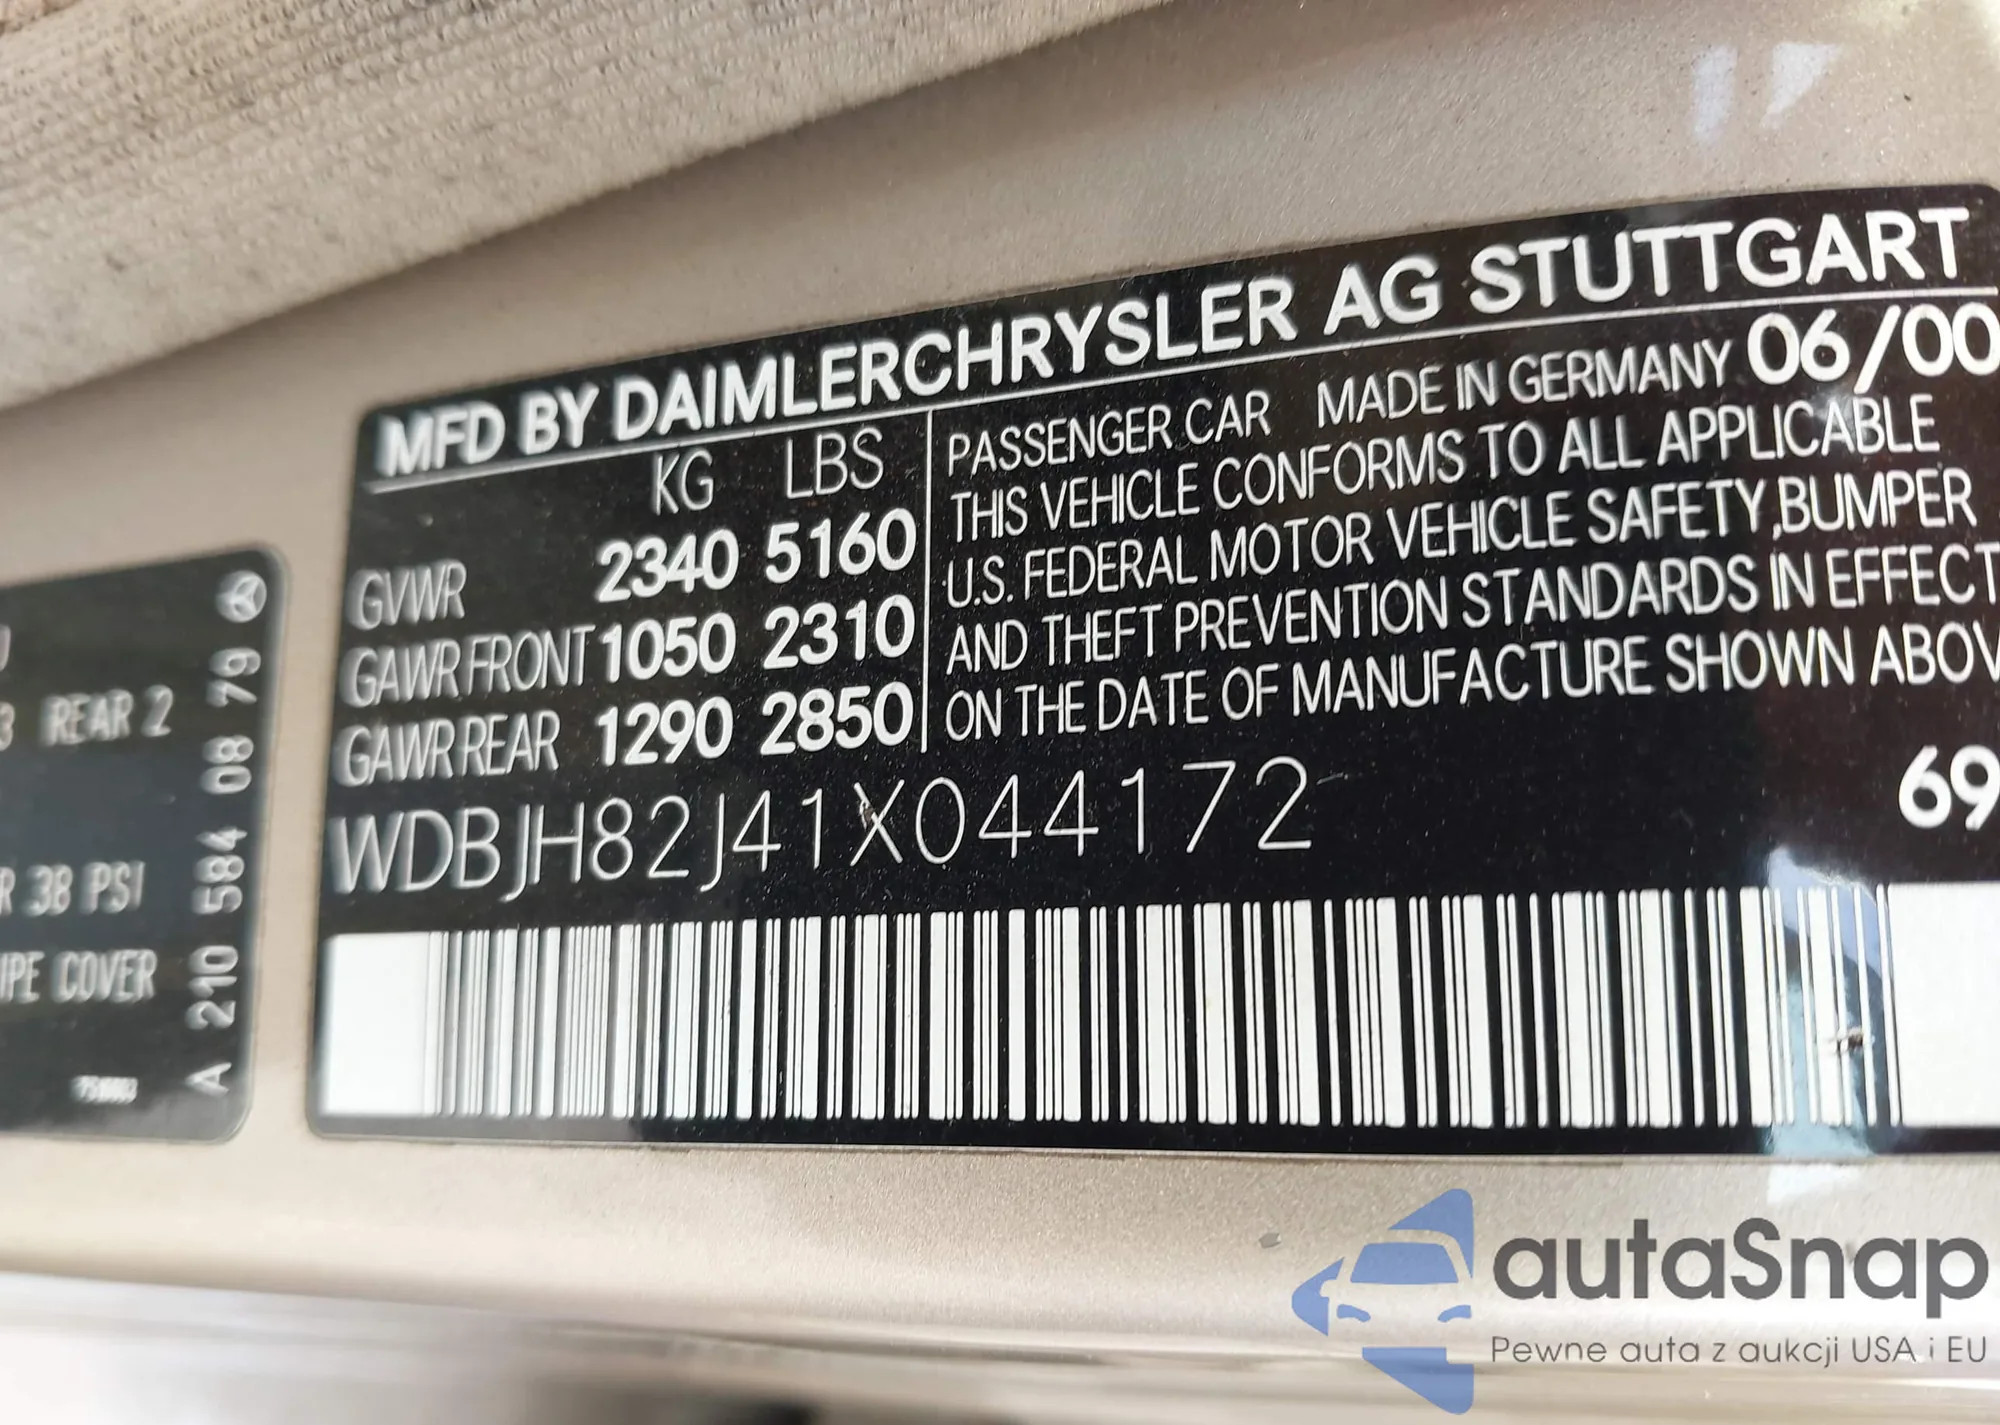 MFD BY DAIMLERCHRYSLER AG STUTTGART
KG LBS
GVWR 2340 5160
GAWR FRONT 1050 2310
GAWR REAR 1290 2850
PASSENGER CAR MADE IN GERMANY 06/00
THIS VEHICLE CONFORMS TO ALL APPLICABLE
U.S. FEDERAL MOTOR VEHICLE SAFETY,BUMPER
AND THEFT PREVENTION STANDARDS IN EFFECT
ON THE DATE OF MANUFACTURE SHOWN ABOV
WDBJH82J41X044172
69
3 REAR 2
R 38 PSI
IPE COVER
A 210 584 08 79
autaSnap
Pewne auta z aukcji USA i EU